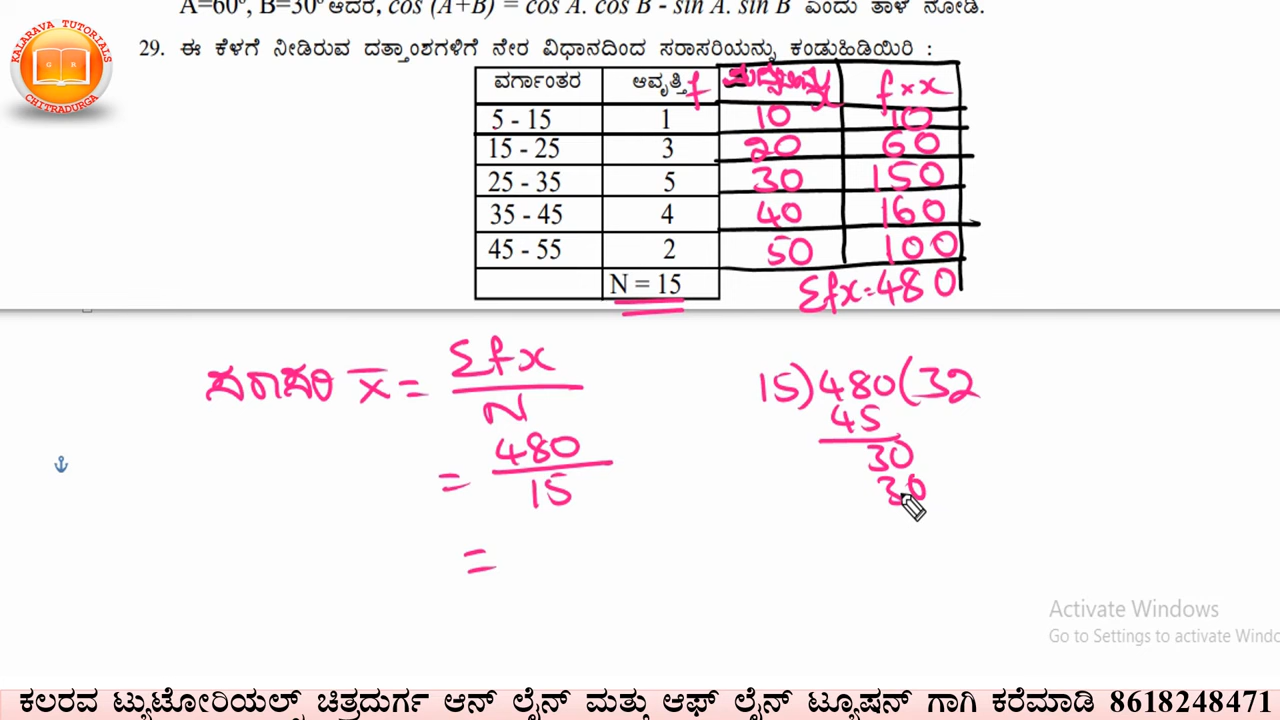 A=60°, B=30° ಆದರೆ, cos (A+B) = cos A. cos B - sin A. sin B ಎಂದು ತಾಳೆ ನೋಡಿ.
KALARAVA TUTORIALS
G K
CHITRADURGA
29. ಈ ಕೆಳಗೆ ನೀಡಿರುವ ದತ್ತಾಂಶಗಳಿಗೆ ನೇರ ವಿಧಾನದಿಂದ ಸರಾಸರಿಯನ್ನು ಕಂಡುಹಿಡಿಯಿರಿ :
ವರ್ಗಾಂತರ ಆವೃತ್ತಿ f x f×x
5 - 15 1 10 10
15 - 25 3 20 60
25 - 35 5 30 150
35 - 45 4 40 160
45 - 55 2 50 100
N = 15 Σfx=480
ಸರಾಸರಿ x̄ = Σfx / N
= 480 / 15
=
15)480(32
45
30
30
Activate Windows
Go to Settings to activate Windo
ಕಲರವ ಟ್ಯುಟೋರಿಯಲ್ಸ್ ಚಿತ್ರದುರ್ಗ ಆನ್ ಲೈನ್ ಮತ್ತು ಆಫ್ ಲೈನ್ ಟ್ಯೂಷನ್ ಗಾಗಿ ಕರೆಮಾಡಿ 8618248471